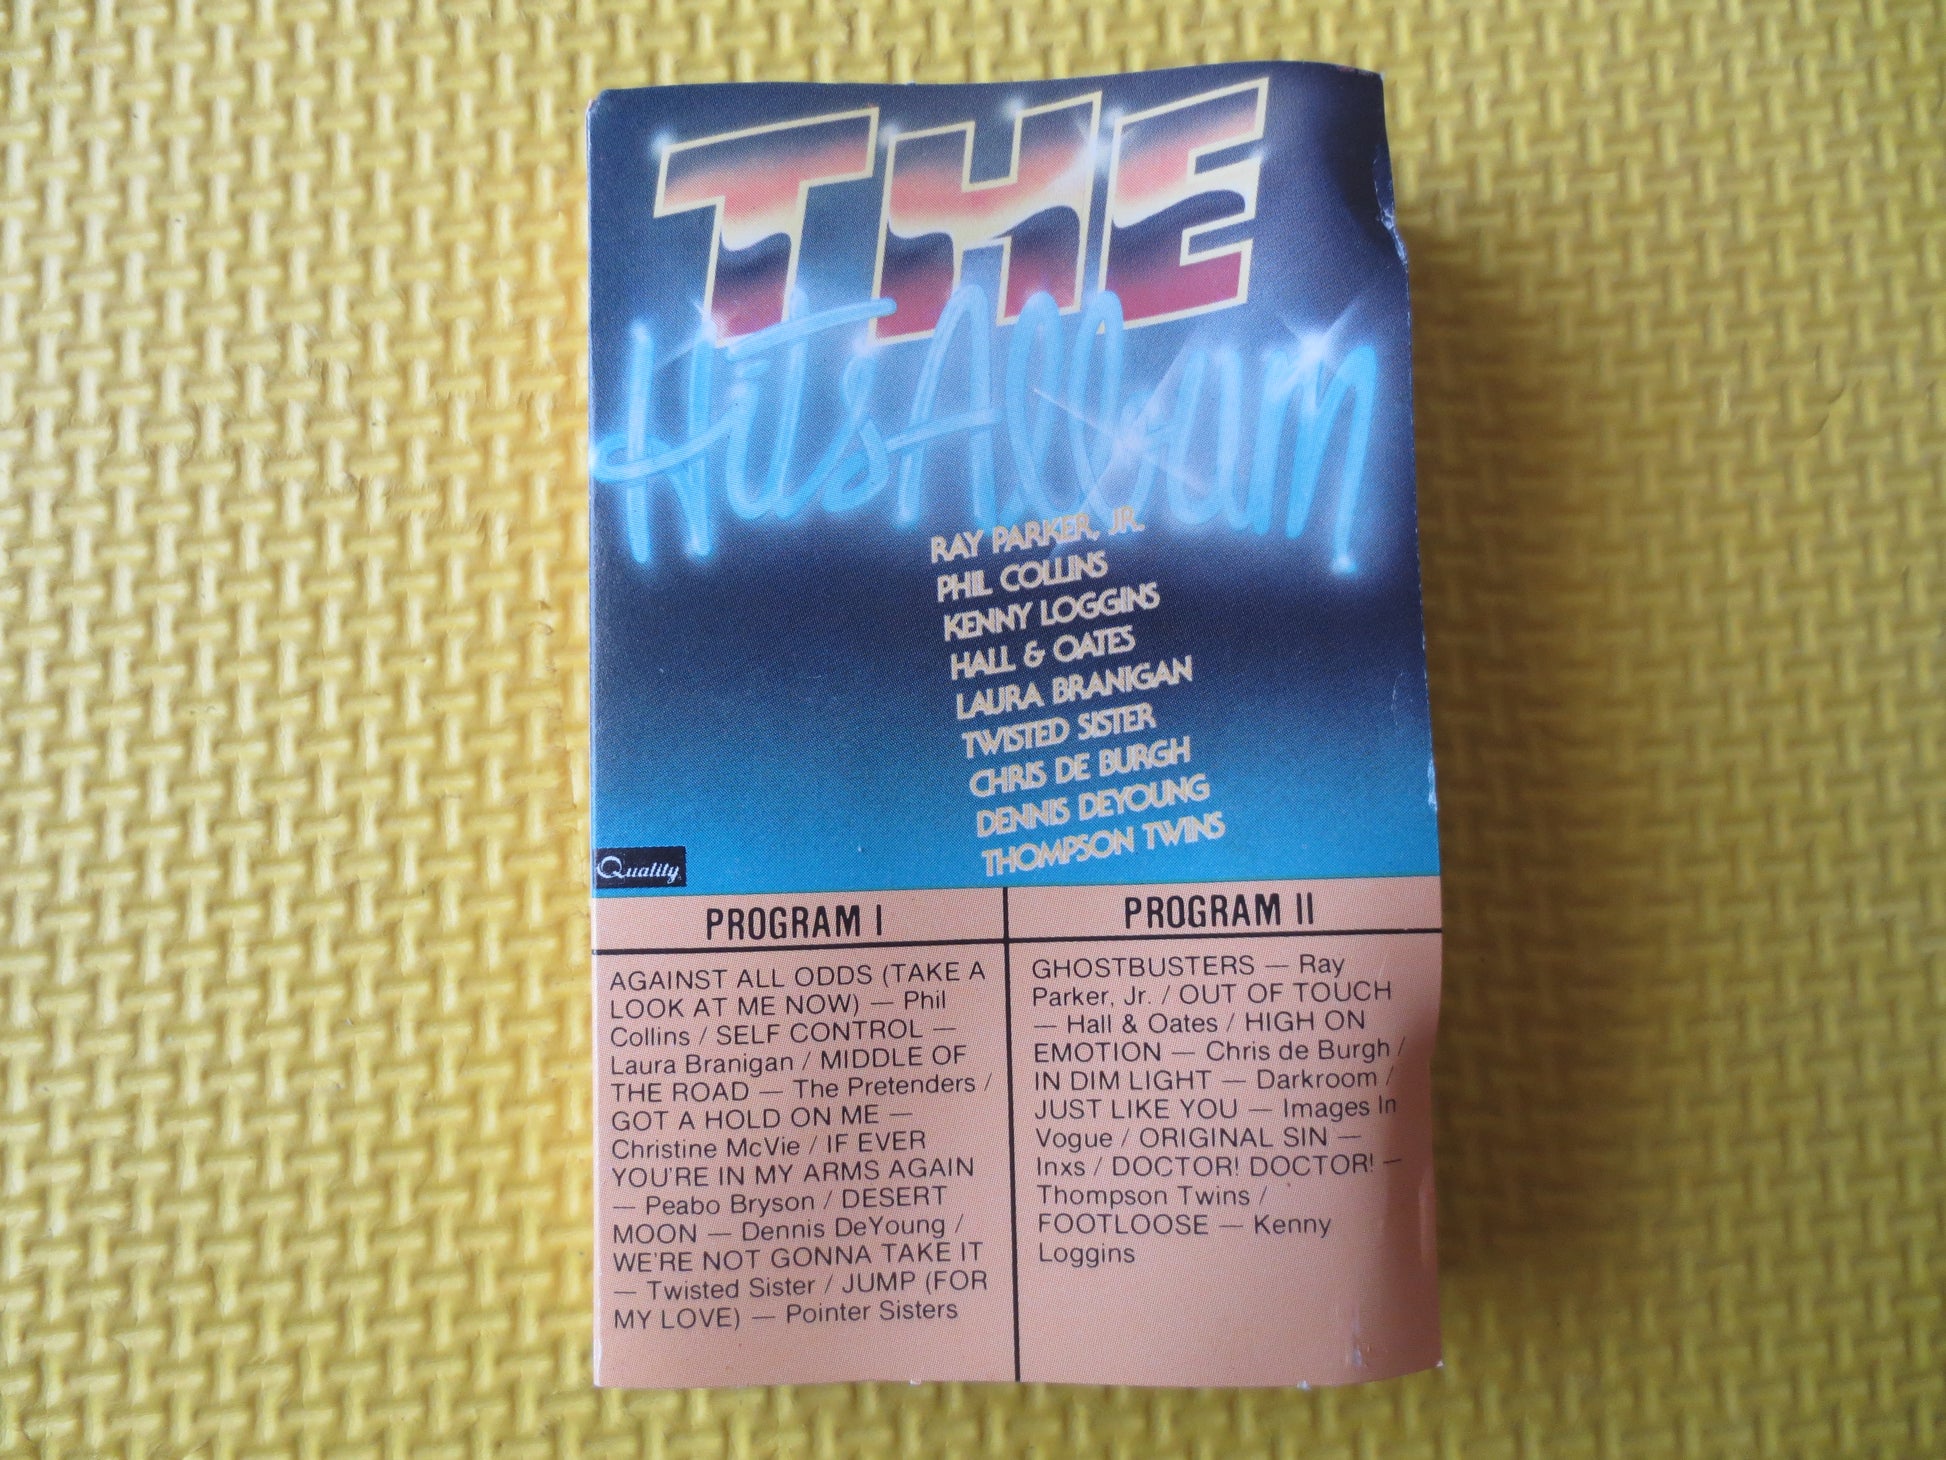 THE
Hits Album
RAY PARKER, JR.
PHIL COLLINS
KENNY LOGGINS
HALL & OATES
LAURA BRANIGAN
TWISTED SISTER
CHRIS DE BURGH
DENNIS DEYOUNG
THOMPSON TWINS
Quality
PROGRAM I
AGAINST ALL ODDS (TAKE A
LOOK AT ME NOW) — Phil
Collins / SELF CONTROL —
Laura Branigan / MIDDLE OF
THE ROAD — The Pretenders /
GOT A HOLD ON ME —
Christine McVie / IF EVER
YOU'RE IN MY ARMS AGAIN
— Peabo Bryson / DESERT
MOON — Dennis DeYoung /
WE'RE NOT GONNA TAKE IT
— Twisted Sister / JUMP (FOR
MY LOVE) — Pointer Sisters
PROGRAM II
GHOSTBUSTERS — Ray
Parker, Jr. / OUT OF TOUCH
— Hall & Oates / HIGH ON
EMOTION — Chris de Burgh /
IN DIM LIGHT — Darkroom /
JUST LIKE YOU — Images In
Vogue / ORIGINAL SIN —
Inxs / DOCTOR! DOCTOR! —
Thompson Twins /
FOOTLOOSE — Kenny
Loggins